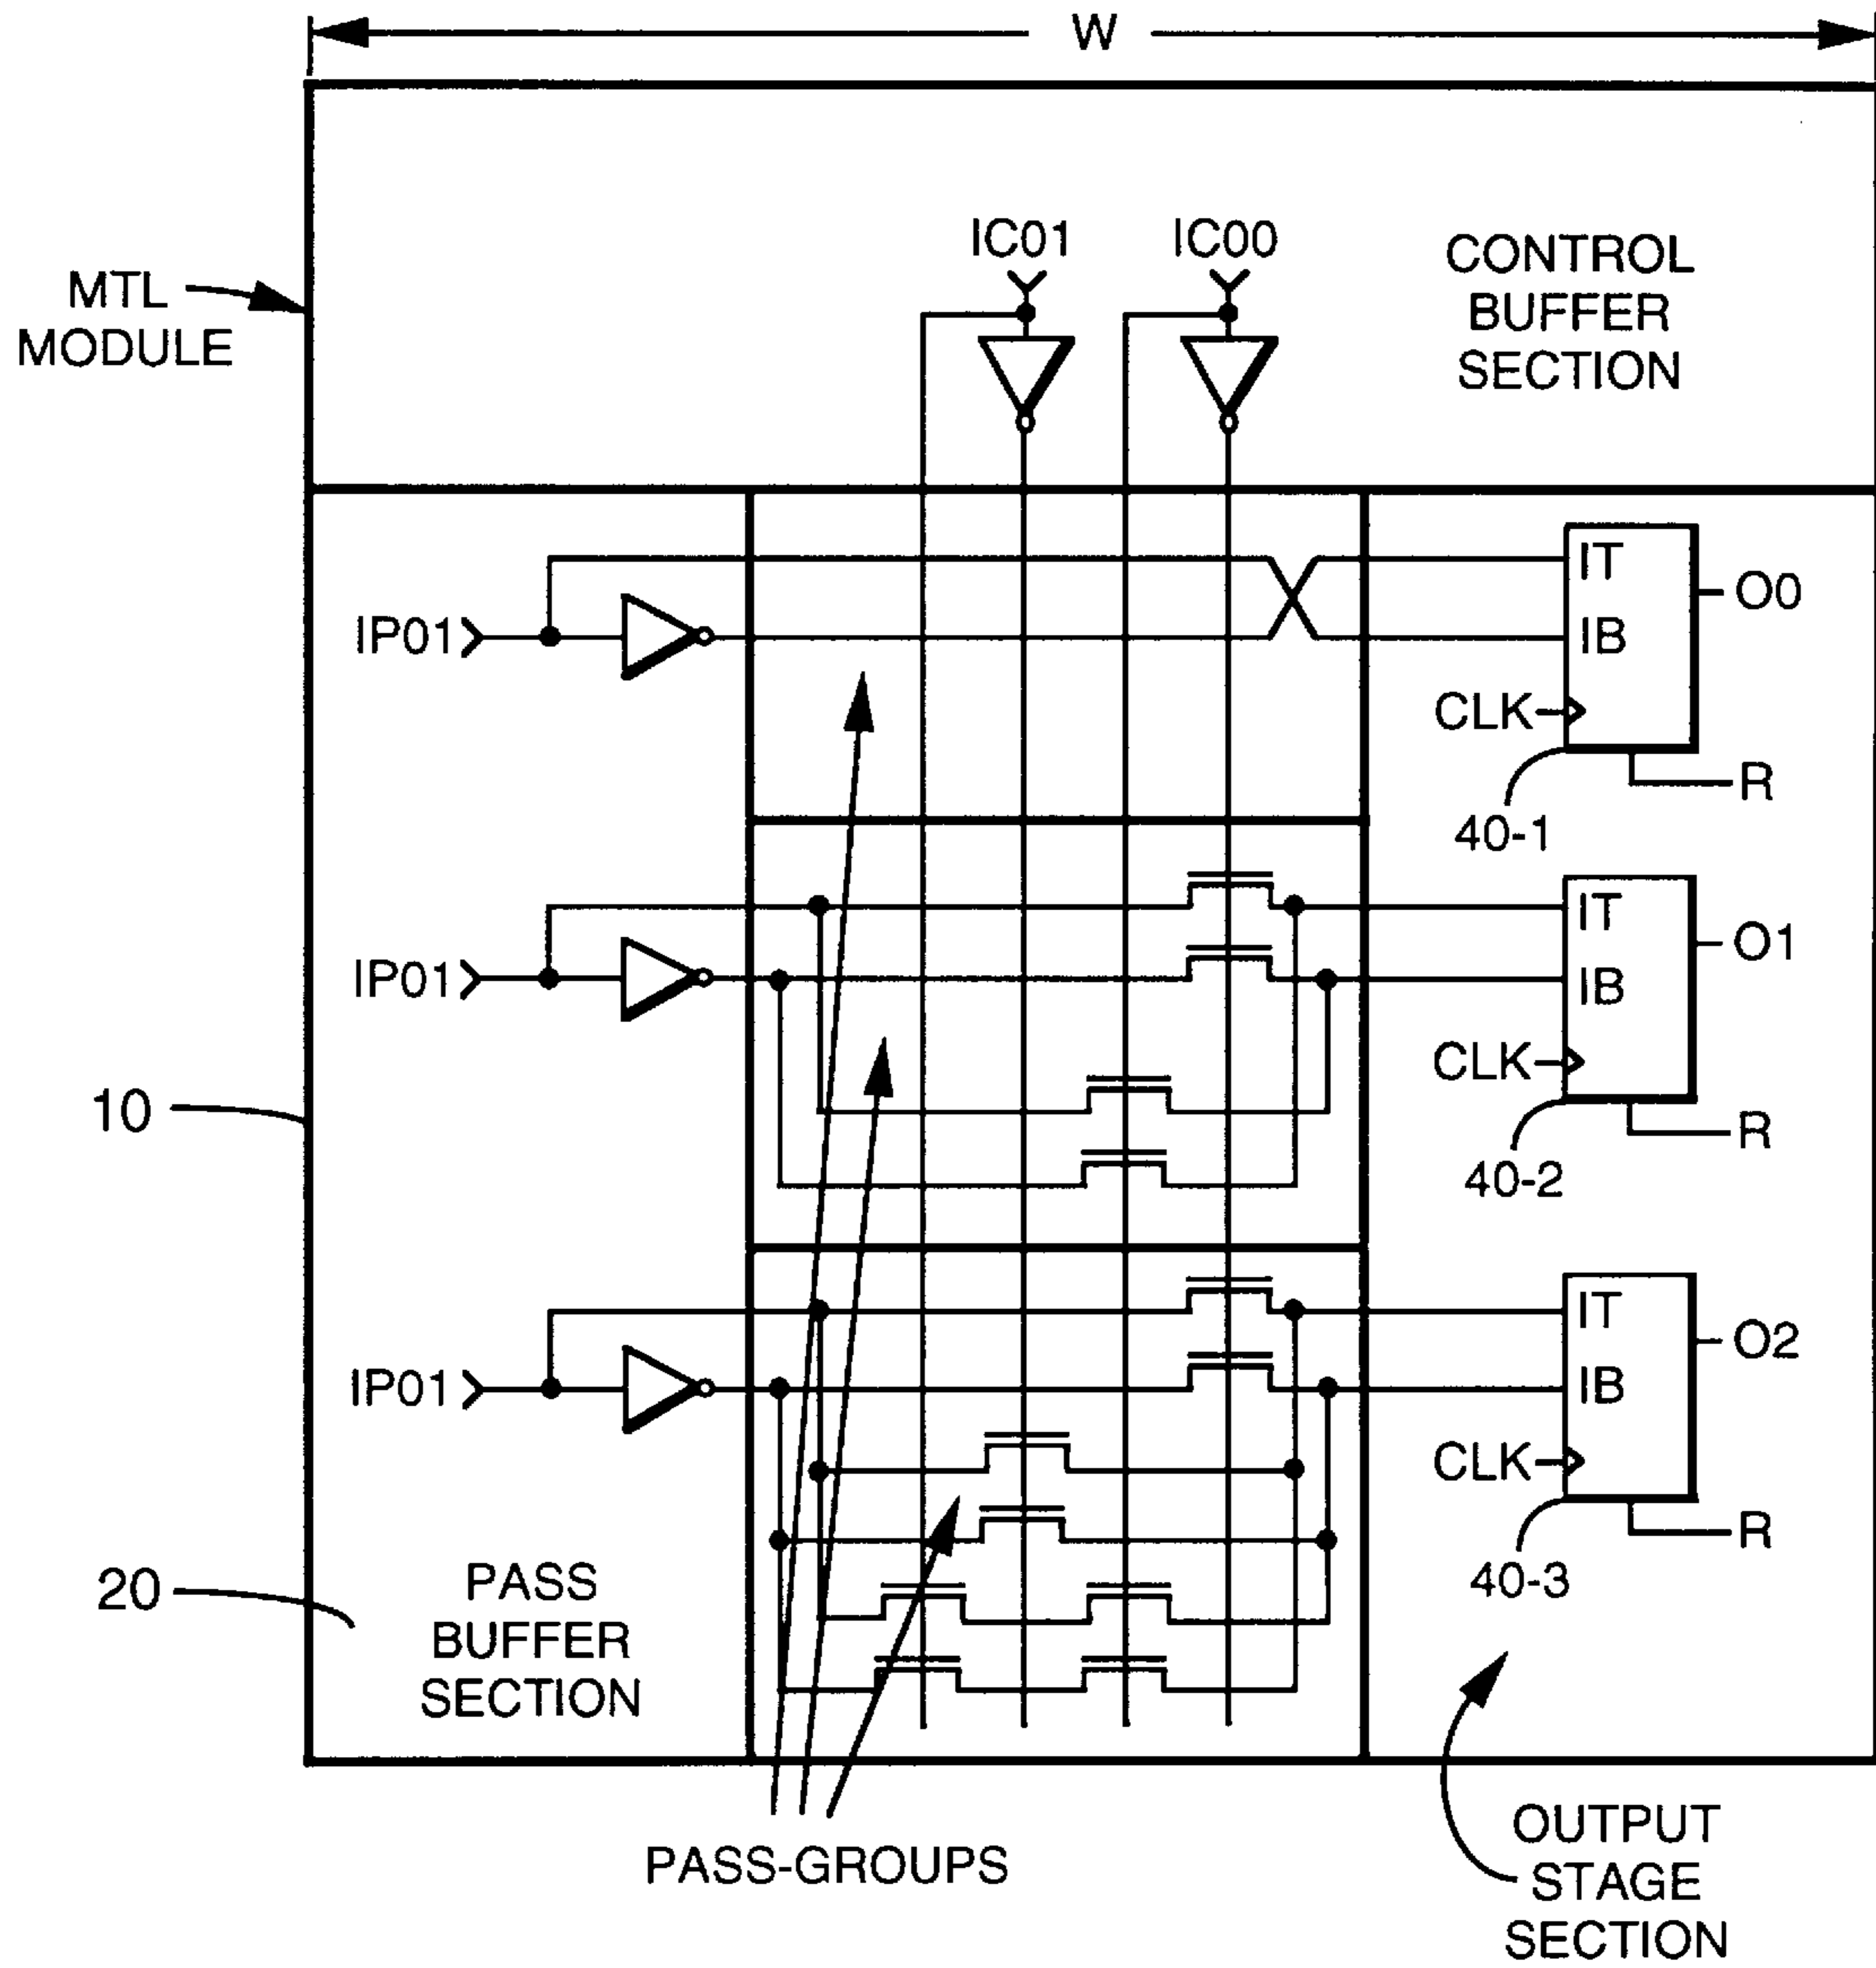 W
IC01
IC00
CONTROL
BUFFER
SECTION
MTL
MODULE
IP01
IT
IB
CLK
O0
R
40-1
IP01
IT
IB
CLK
O1
R
40-2
10
IP01
IT
IB
CLK
O2
R
40-3
20
PASS
BUFFER
SECTION
PASS-GROUPS
OUTPUT
STAGE
SECTION